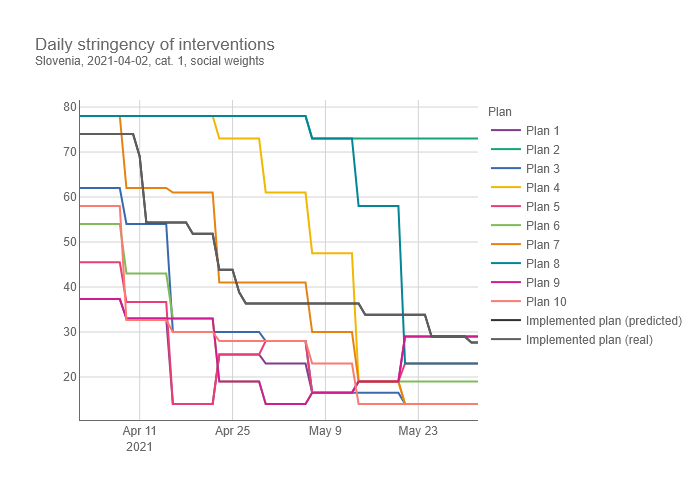 Daily stringency of interventions
Slovenia, 2021-04-02, cat. 1, social weights
80
70
60
50
40
30
20
Apr 11
2021
Apr 25
May 9
May 23
Plan
Plan 1
Plan 2
Plan 3
Plan 4
Plan 5
Plan 6
Plan 7
Plan 8
Plan 9
Plan 10
Implemented plan (predicted)
Implemented plan (real)